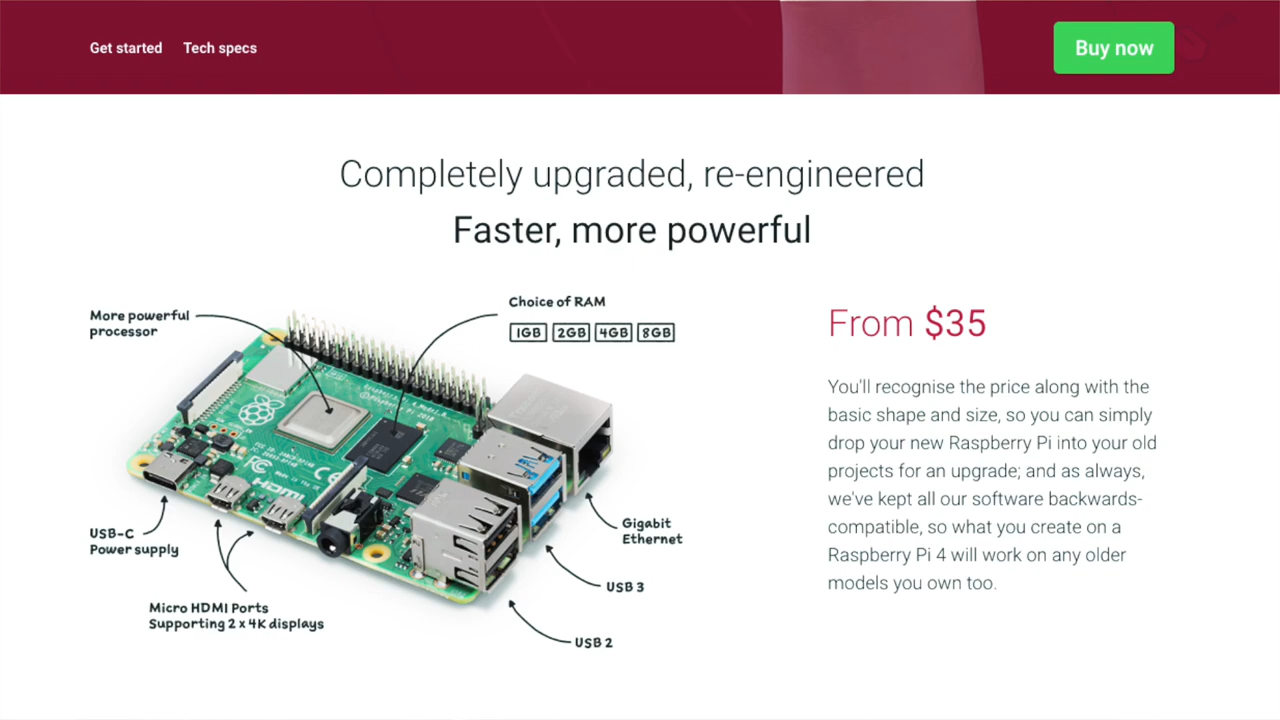 Get started Tech specs
Buy now
Completely upgraded, re-engineered
Faster, more powerful
More powerful
processor
Choice of RAM
1GB 2GB 4GB 8GB
USB-C
Power supply
Micro HDMI Ports
Supporting 2 x 4K displays
Gigabit
Ethernet
USB 3
USB 2
HDMI
From $35
You'll recognise the price along with the
basic shape and size, so you can simply
drop your new Raspberry Pi into your old
projects for an upgrade; and as always,
we've kept all our software backwards-
compatible, so what you create on a
Raspberry Pi 4 will work on any older
models you own too.